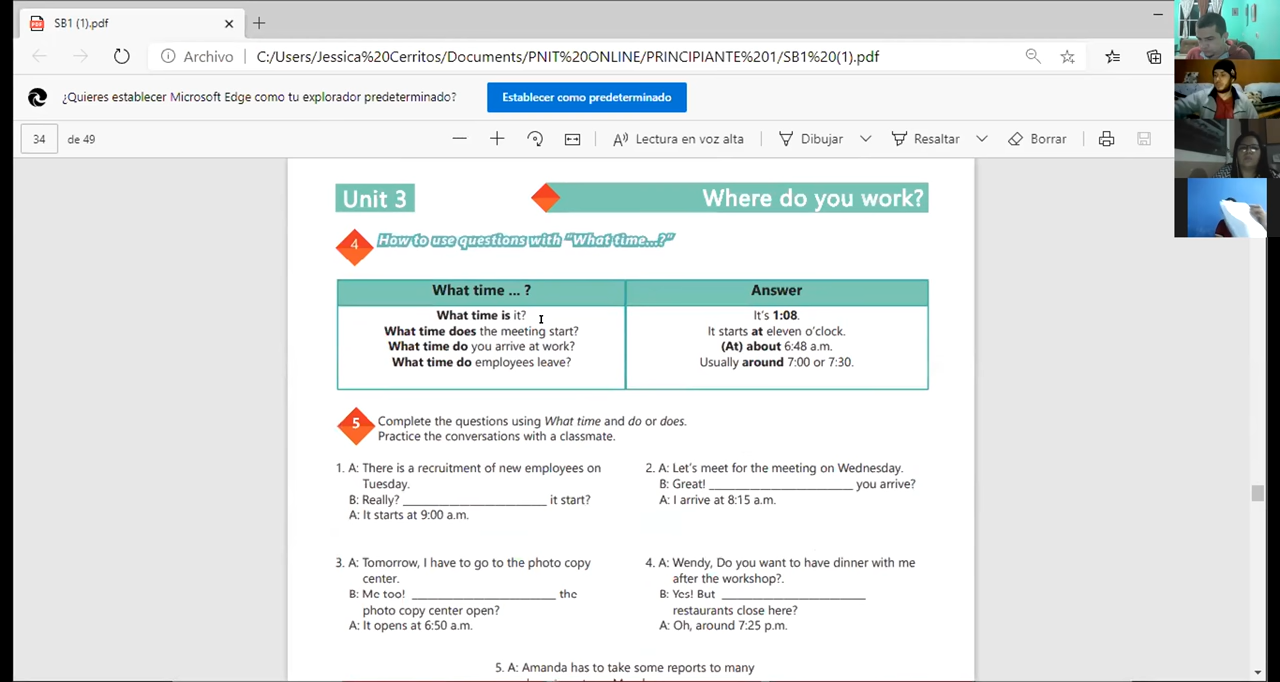 SB1 (1).pdf
Archivo C:/Users/Jessica%20Cerritos/Documents/PNIT%20ONLINE/PRINCIPIANTE%201/SB1%20(1).pdf
¿Quieres establecer Microsoft Edge como tu explorador predeterminado? Establecer como predeterminado
34 de 49 Lectura en voz alta Dibujar Resaltar Borrar
Unit 3 Where do you work?
4 How to use questions with "What time...?"
What time ... ? Answer
What time is it? It's 1:08.
What time does the meeting start? It starts at eleven o'clock.
What time do you arrive at work? (At) about 6:48 a.m.
What time do employees leave? Usually around 7:00 or 7:30.
5 Complete the questions using What time and do or does.
Practice the conversations with a classmate.
1. A: There is a recruitment of new employees on
Tuesday.
B: Really? ____________________ it start?
A: It starts at 9:00 a.m.
2. A: Let's meet for the meeting on Wednesday.
B: Great! ____________________ you arrive?
A: I arrive at 8:15 a.m.
3. A: Tomorrow, I have to go to the photo copy
center.
B: Me too! ____________________ the
photo copy center open?
A: It opens at 6:50 a.m.
4. A: Wendy, Do you want to have dinner with me
after the workshop?.
B: Yes! But ____________________
restaurants close here?
A: Oh, around 7:25 p.m.
5. A: Amanda has to take some reports to many